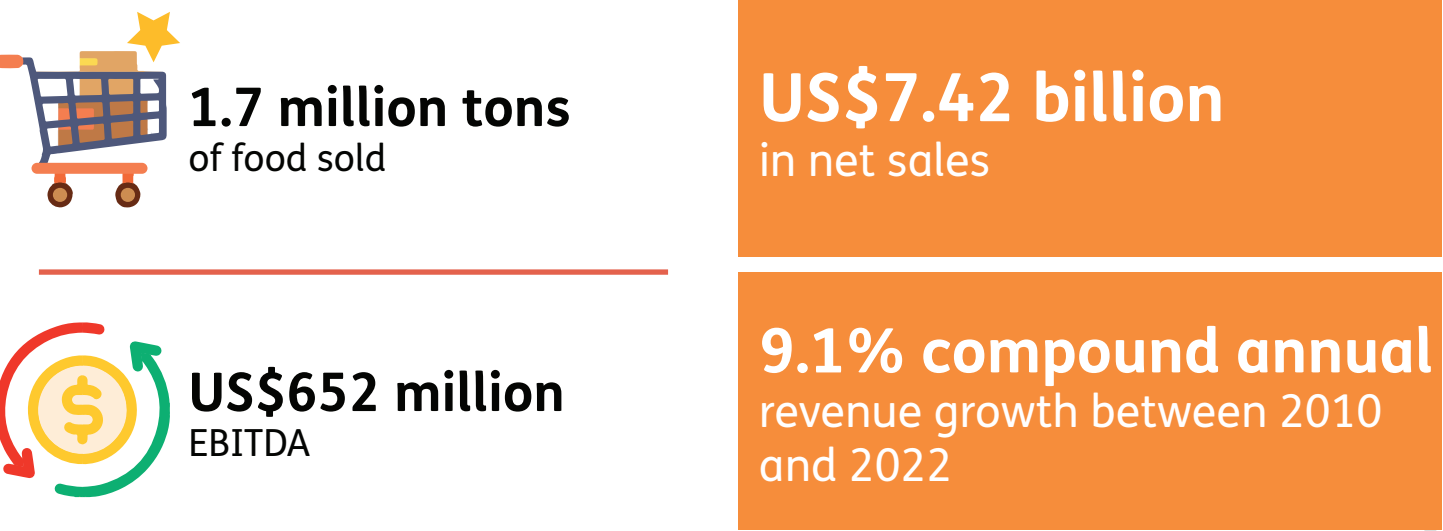 1.7 million tons
of food sold
US$7.42 billion
in net sales
US$652 million
EBITDA
9.1% compound annual
revenue growth between 2010
and 2022